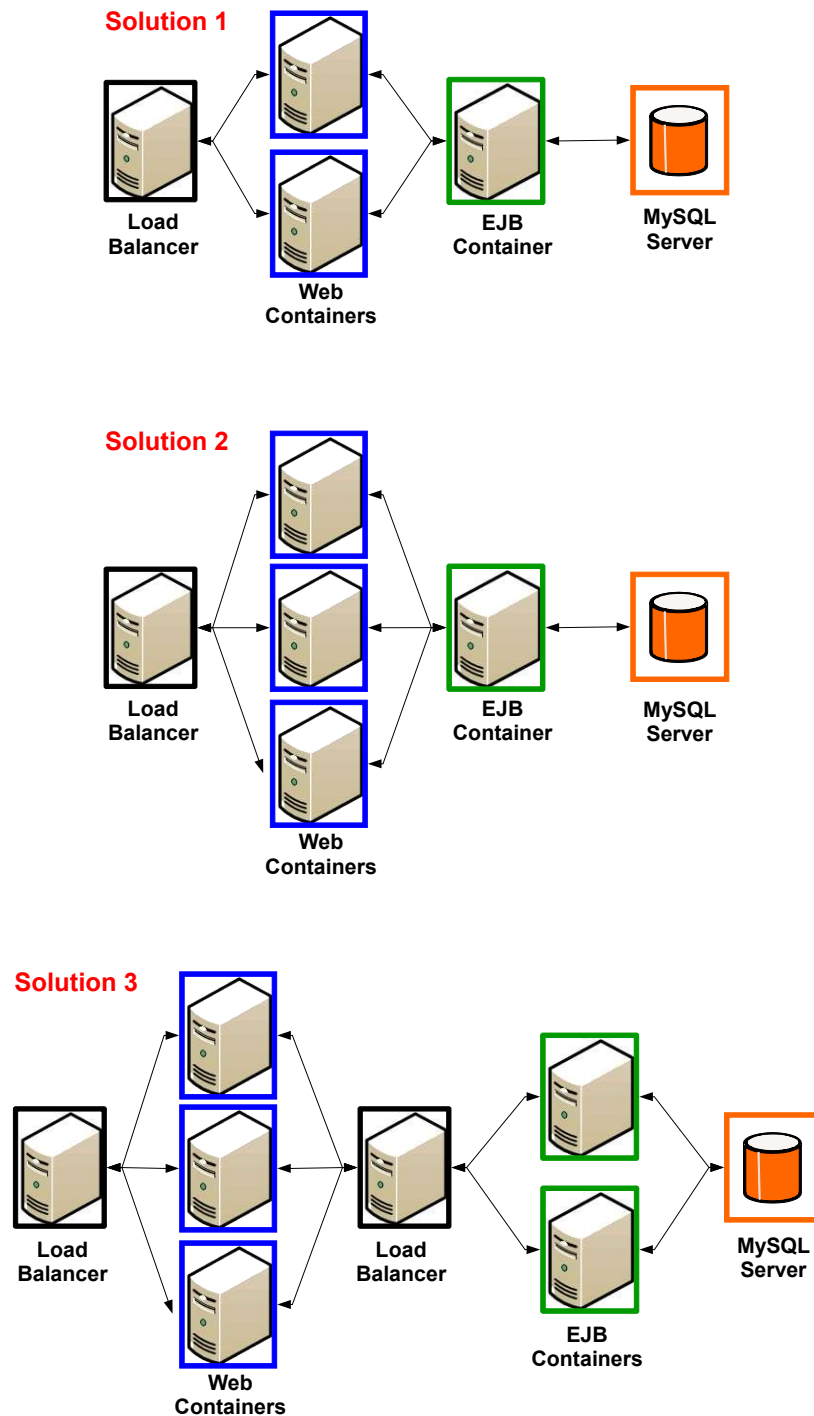 Solution 1
Load
Balancer
Web
Containers
EJB
Container
MySQL
Server
Solution 2
Load
Balancer
Web
Containers
EJB
Container
MySQL
Server
Solution 3
Load
Balancer
Web
Containers
Load
Balancer
EJB
Containers
MySQL
Server